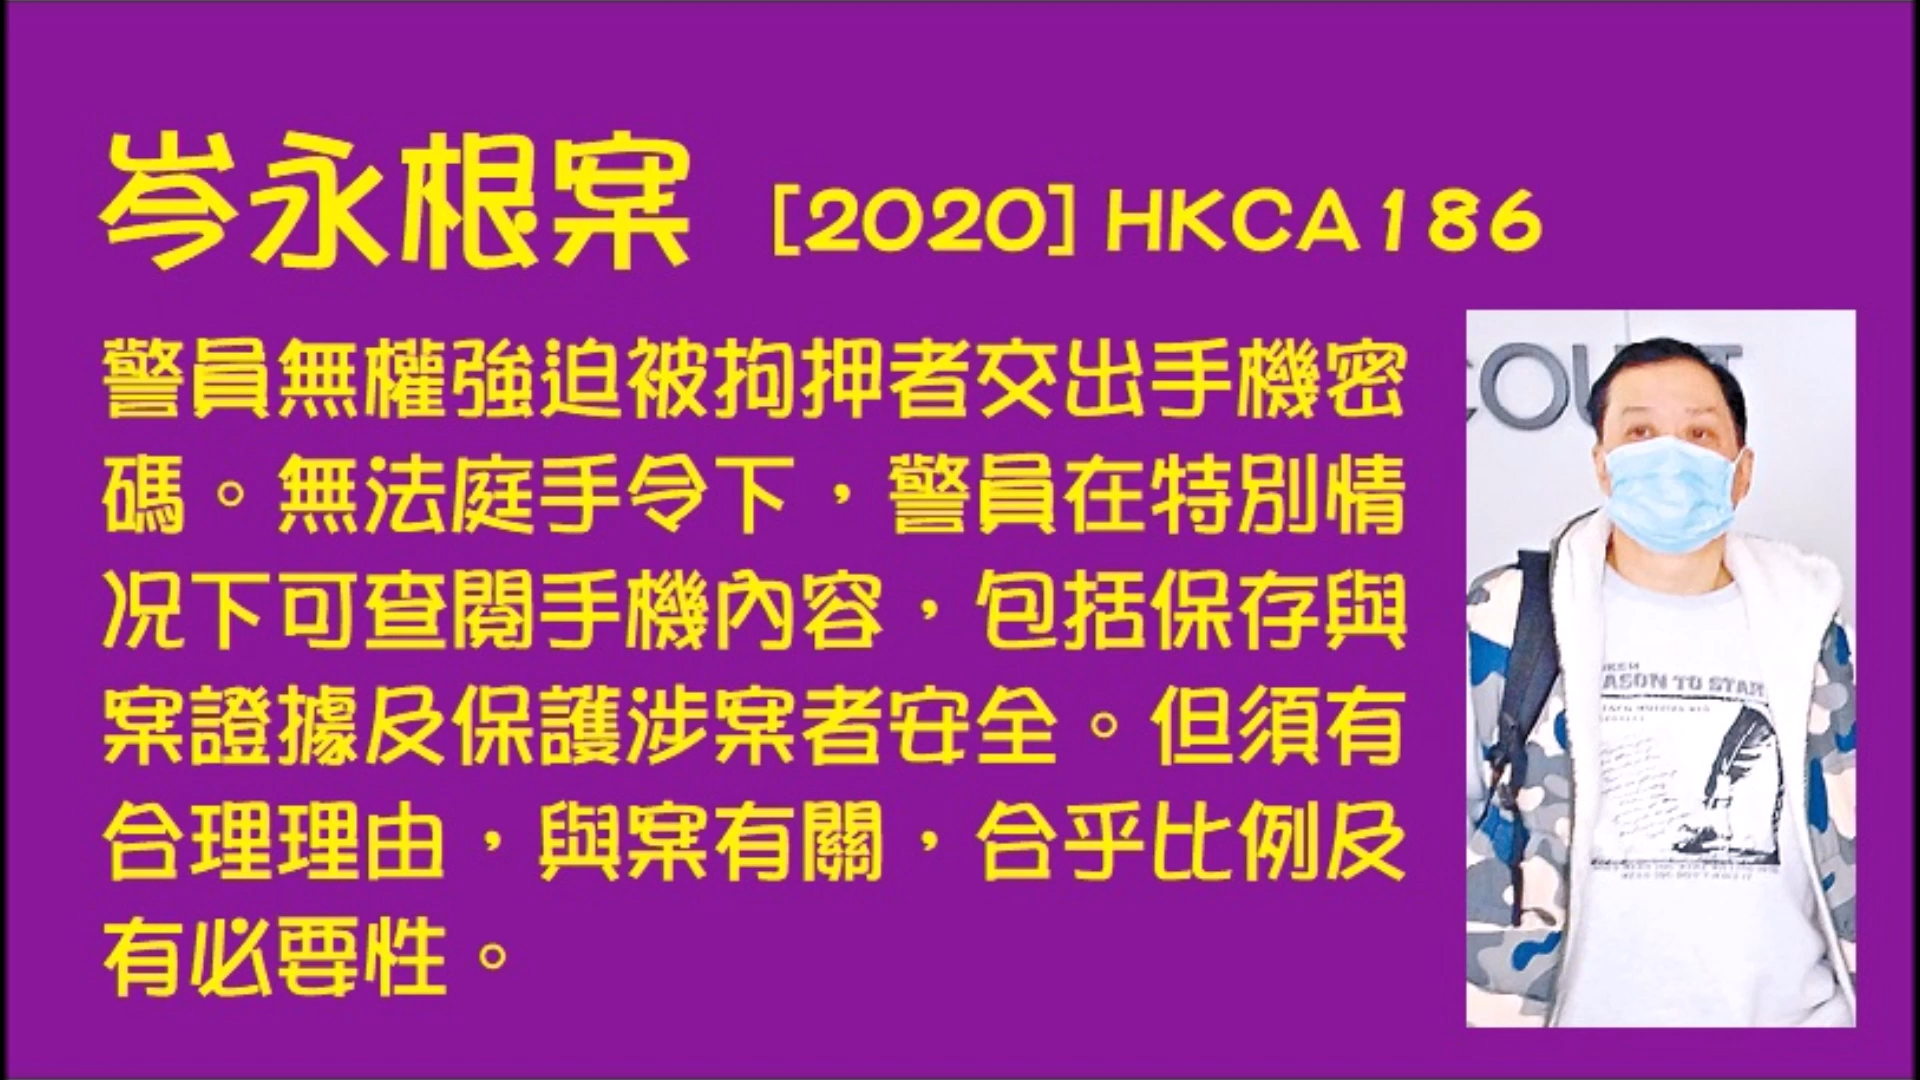 岑永根案 [2020] HKCA186
警員無權強迫被拘押者交出手機密
碼。無法庭手令下，警員在特別情
況下可查閱手機內容，包括保存與
案證據及保護涉案者安全。但須有
合理理由，與案有關，合乎比例及
有必要性。
COU T
ASON TO STAR